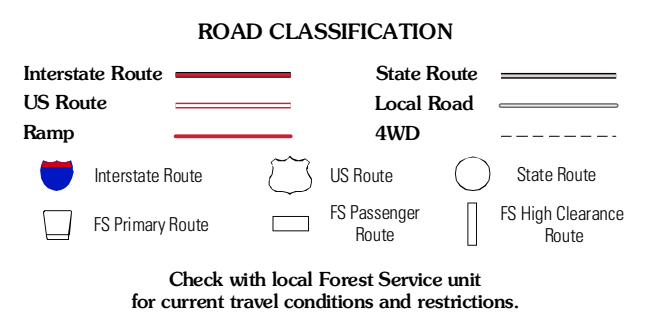 ROAD CLASSIFICATION
Interstate Route
State Route
US Route
Local Road
Ramp
4WD
Interstate Route
US Route
State Route
FS Primary Route
FS Passenger
Route
FS High Clearance
Route
Check with local Forest Service unit
for current travel conditions and restrictions.